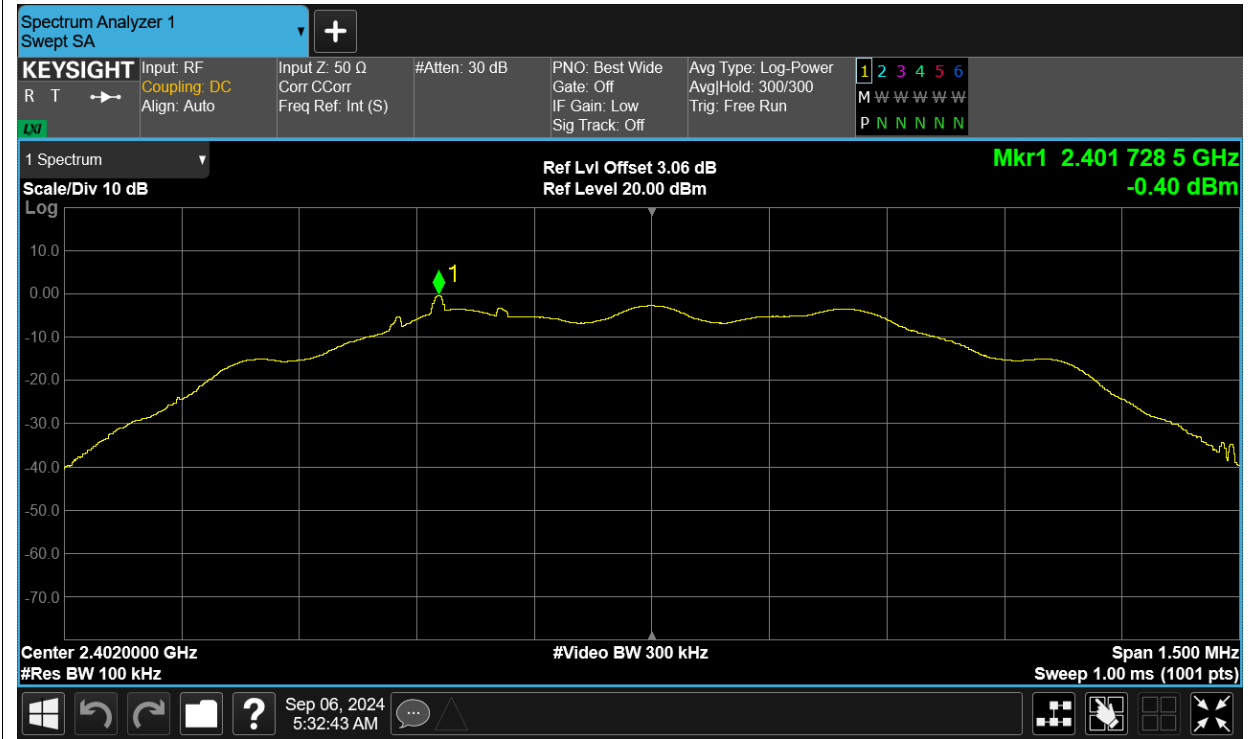 Spectrum Analyzer 1
Swept SA
KEYSIGHT
R T
LXI
Input: RF
Coupling: DC
Align: Auto
Input Z: 50 Ω
Corr CCorr
Freq Ref: Int (S)
#Atten: 30 dB
PNO: Best Wide
Gate: Off
IF Gain: Low
Sig Track: Off
Avg Type: Log-Power
Avg|Hold: 300/300
Trig: Free Run
1 2 3 4 5 6
M W W W W W
P N N N N N
1 Spectrum
Scale/Div 10 dB
Log
Ref Lvl Offset 3.06 dB
Ref Level 20.00 dBm
Mkr1 2.401 728 5 GHz
-0.40 dBm
1
10.0
0.00
-10.0
-20.0
-30.0
-40.0
-50.0
-60.0
-70.0
Center 2.4020000 GHz
#Res BW 100 kHz
#Video BW 300 kHz
Span 1.500 MHz
Sweep 1.00 ms (1001 pts)
?
Sep 06, 2024
5:32:43 AM